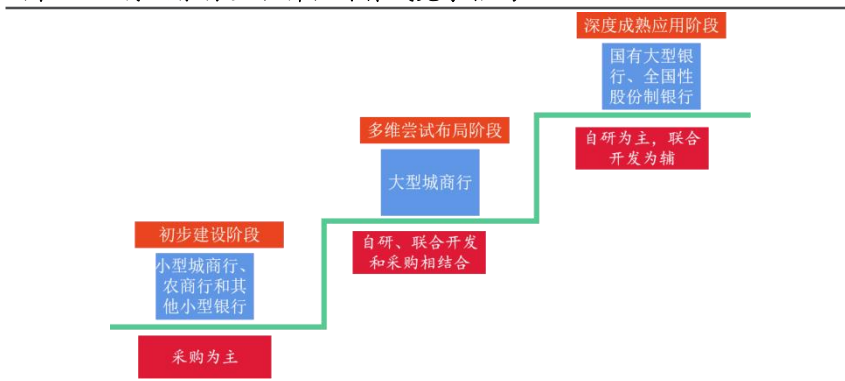 深度成熟应用阶段
国有大型银
行、全国性
股份制银行
自研为主，联合
开发为辅
多维尝试布局阶段
大型城商行
自研、联合开发
和采购相结合
初步建设阶段
小型城商行、
农商行和其
他小型银行
采购为主